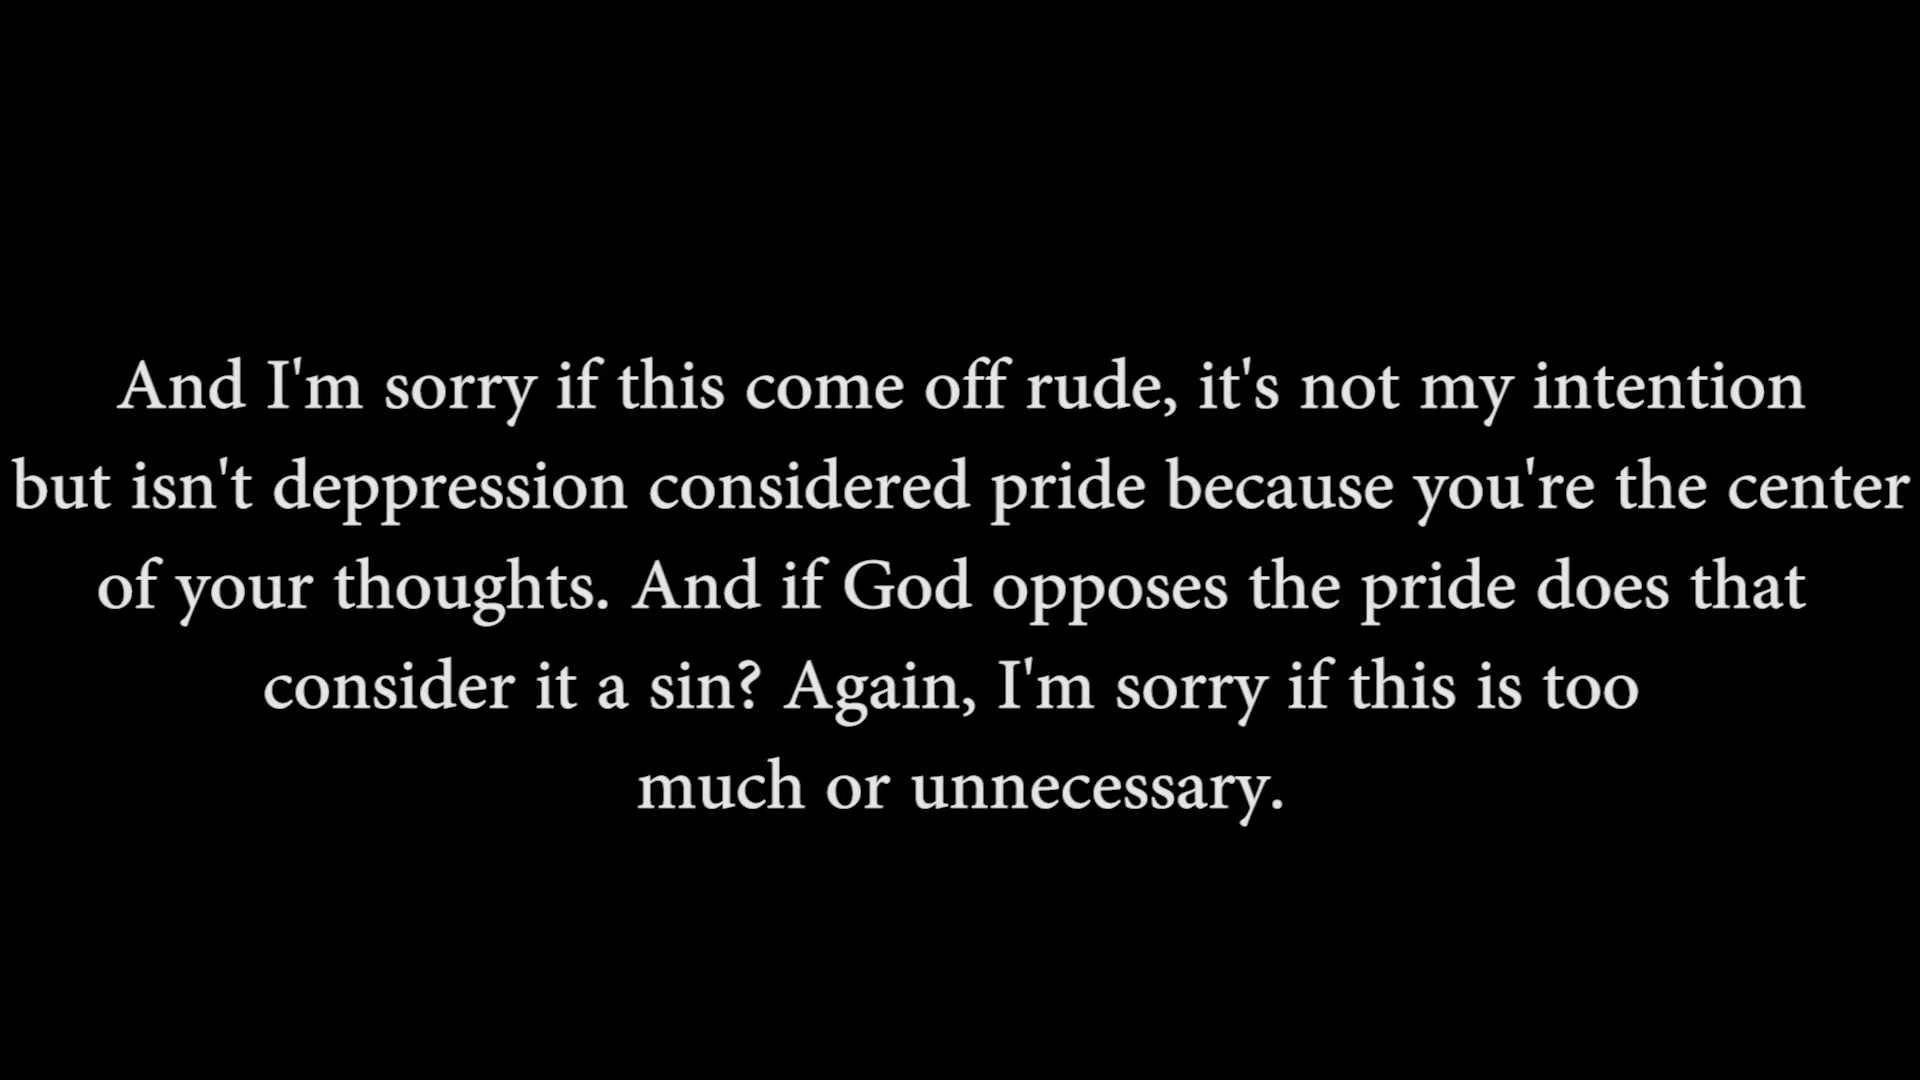 And I'm sorry if this come off rude, it's not my intention
but isn't deppression considered pride because you're the center
of your thoughts. And if God opposes the pride does that
consider it a sin? Again, I'm sorry if this is too
much or unnecessary.